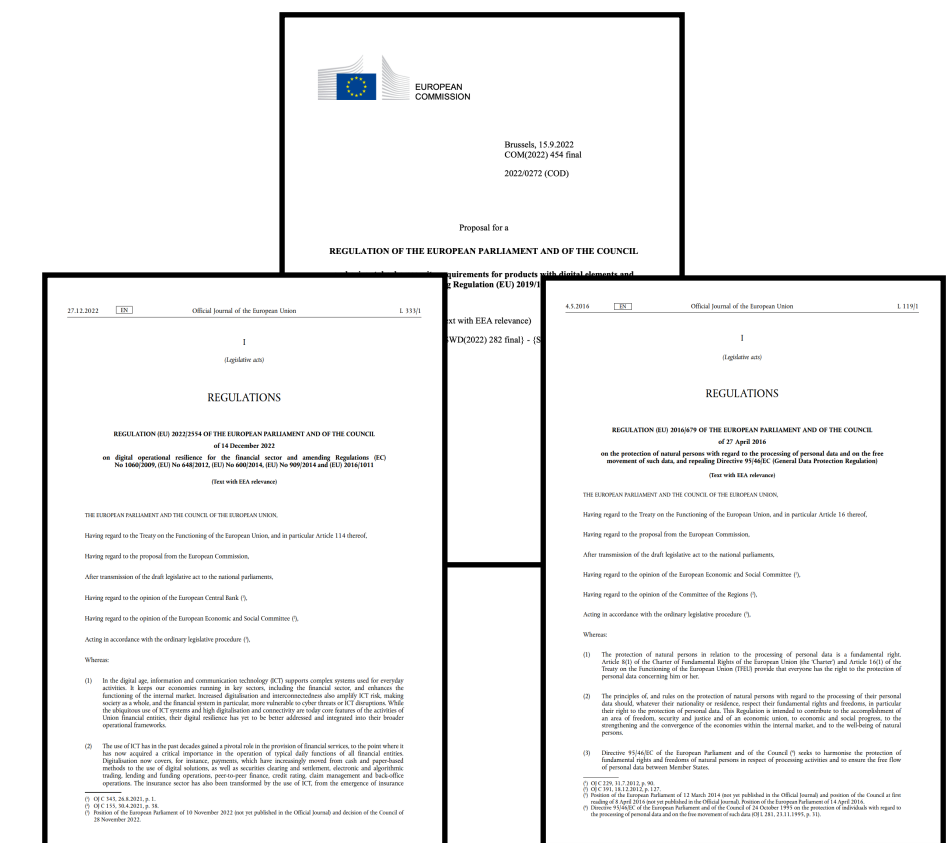 EUROPEAN
COMMISSION
Brussels, 15.9.2022
COM(2022) 454 final
2022/0272 (COD)
Proposal for a
REGULATION OF THE EUROPEAN PARLIAMENT AND OF THE COUNCIL
requirements for products with digital elements and
Regulation (EU) 2019/1
with EEA relevance)
SWD(2022) 282 final} - {S
27.12.2022 EN Official Journal of the European Union L 333/1
I
(Legislative acts)
REGULATIONS
REGULATION (EU) 2022/2554 OF THE EUROPEAN PARLIAMENT AND OF THE COUNCIL
of 14 December 2022
on digital operational resilience for the financial sector and amending Regulations (EC)
No 1060/2009, (EU) No 648/2012, (EU) No 600/2014, (EU) No 909/2014 and (EU) 2016/1011
(Text with EEA relevance)
THE EUROPEAN PARLIAMENT AND THE COUNCIL OF THE EUROPEAN UNION,
Having regard to the Treaty on the Functioning of the European Union, and in particular Article 114 thereof,
Having regard to the proposal from the European Commission,
After transmission of the draft legislative act to the national parliaments,
Having regard to the opinion of the European Central Bank (¹),
Having regard to the opinion of the European Economic and Social Committee (²),
Acting in accordance with the ordinary legislative procedure (³),
Whereas:
(1) In the digital age, information and communication technology (ICT) supports complex systems used for everyday
activities. It keeps our economies running in key sectors, including the financial sector, and enhances the
functioning of the internal market. Increased digitalisation and interconnectedness also amplify ICT risk, making
society as a whole, and the financial system in particular, more vulnerable to cyber threats or ICT disruptions. While
the ubiquitous use of ICT systems and high digitalisation and connectivity are today core features of the activities of
Union financial entities, their digital resilience has yet to be better addressed and integrated into their broader
operational frameworks.
(2) The use of ICT has in the past decades gained a pivotal role in the provision of financial services, to the point where it
has now acquired a critical importance in the operation of typical daily functions of all financial entities.
Digitalisation now covers, for instance, payments, which have increasingly moved from cash and paper-based
methods to the use of digital solutions, as well as securities clearing and settlement, electronic and algorithmic
trading, lending and funding operations, peer-to-peer finance, credit rating, claim management and back-office
operations. The insurance sector has also been transformed by the use of ICT, from the emergence of insurance
(¹) OJ C 343, 26.8.2021, p. 1.
(²) OJ C 155, 30.4.2021, p. 38.
(³) Position of the European Parliament of 10 November 2022 (not yet published in the Official Journal) and decision of the Council of
28 November 2022.
4.5.2016 EN Official Journal of the European Union L 119/1
I
(Legislative acts)
REGULATIONS
REGULATION (EU) 2016/679 OF THE EUROPEAN PARLIAMENT AND OF THE COUNCIL
of 27 April 2016
on the protection of natural persons with regard to the processing of personal data and on the free
movement of such data, and repealing Directive 95/46/EC (General Data Protection Regulation)
(Text with EEA relevance)
THE EUROPEAN PARLIAMENT AND THE COUNCIL OF THE EUROPEAN UNION,
Having regard to the Treaty on the Functioning of the European Union, and in particular Article 16 thereof,
Having regard to the proposal from the European Commission,
After transmission of the draft legislative act to the national parliaments,
Having regard to the opinion of the European Economic and Social Committee (¹),
Having regard to the opinion of the Committee of the Regions (²),
Acting in accordance with the ordinary legislative procedure (³),
Whereas:
(1) The protection of natural persons in relation to the processing of personal data is a fundamental right.
Article 8(1) of the Charter of Fundamental Rights of the European Union (the 'Charter') and Article 16(1) of the
Treaty on the Functioning of the European Union (TFEU) provide that everyone has the right to the protection of
personal data concerning him or her.
(2) The principles of, and rules on the protection of natural persons with regard to the processing of their personal
data should, whatever their nationality or residence, respect their fundamental rights and freedoms, in particular
their right to the protection of personal data. This Regulation is intended to contribute to the accomplishment of
an area of freedom, security and justice and of an economic union, to economic and social progress, to the
strengthening and the convergence of the economies within the internal market, and to the well-being of natural
persons.
(3) Directive 95/46/EC of the European Parliament and of the Council (⁴) seeks to harmonise the protection of
fundamental rights and freedoms of natural persons in respect of processing activities and to ensure the free flow
of personal data between Member States.
(¹) OJ C 229, 31.7.2012, p. 90.
(²) OJ C 391, 18.12.2012, p. 127.
(³) Position of the European Parliament of 12 March 2014 (not yet published in the Official Journal) and position of the Council at first
reading of 8 April 2016 (not yet published in the Official Journal). Position of the European Parliament of 14 April 2016.
(⁴) Directive 95/46/EC of the European Parliament and of the Council of 24 October 1995 on the protection of individuals with regard to
the processing of personal data and on the free movement of such data (OJ L 281, 23.11.1995, p. 31).